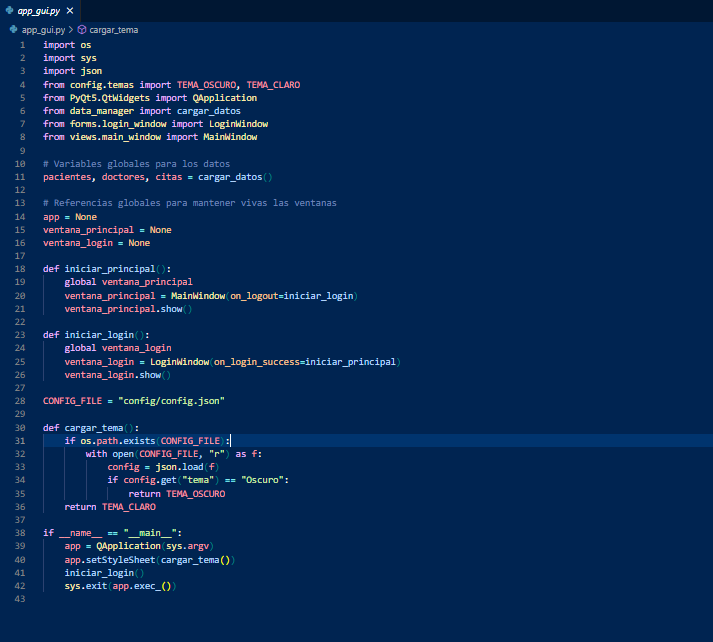 app_gui.py ×
app_gui.py > cargar_tema
1 import os
2 import sys
3 import json
4 from config.temas import TEMA_OSCURO, TEMA_CLARO
5 from PyQt5.QtWidgets import QApplication
6 from data_manager import cargar_datos
7 from forms.login_window import LoginWindow
8 from views.main_window import MainWindow
9
10 # Variables globales para los datos
11 pacientes, doctores, citas = cargar_datos()
12
13 # Referencias globales para mantener vivas las ventanas
14 app = None
15 ventana_principal = None
16 ventana_login = None
17
18 def iniciar_principal():
19     global ventana_principal
20     ventana_principal = MainWindow(on_logout=iniciar_login)
21     ventana_principal.show()
22
23 def iniciar_login():
24     global ventana_login
25     ventana_login = LoginWindow(on_login_success=iniciar_principal)
26     ventana_login.show()
27
28 CONFIG_FILE = "config/config.json"
29
30 def cargar_tema():
31     if os.path.exists(CONFIG_FILE):
32         with open(CONFIG_FILE, "r") as f:
33             config = json.load(f)
34             if config.get("tema") == "Oscuro":
35                 return TEMA_OSCURO
36     return TEMA_CLARO
37
38 if __name__ == "__main__":
39     app = QApplication(sys.argv)
40     app.setStyleSheet(cargar_tema())
41     iniciar_login()
42     sys.exit(app.exec_())
43